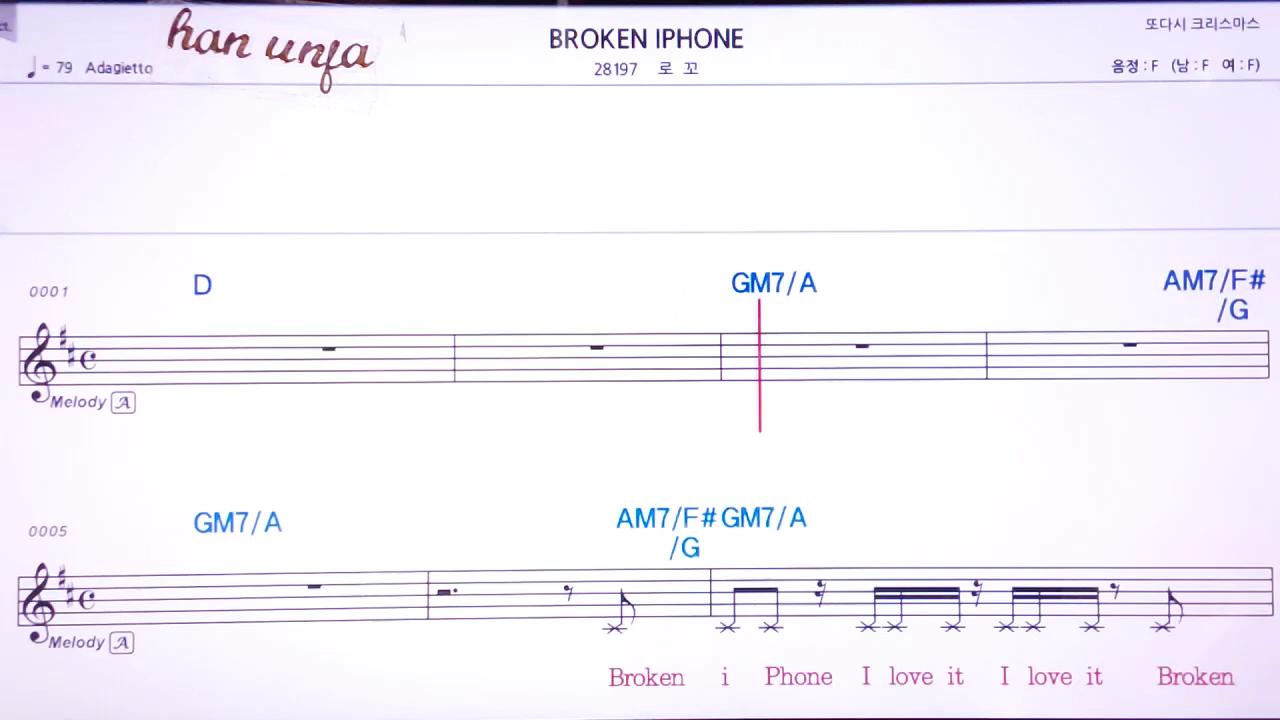 han unfa
BROKEN IPHONE
또다시 크리스마스
♩= 79 Adagietto
28197 로 꼬
음정 : F (남 : F 여 : F)
0001
D
GM7/A
AM7/F#
/G
Melody A
0005
GM7/A
AM7/F# GM7/A
/G
Melody A
Broken i Phone I love it I love it Broken